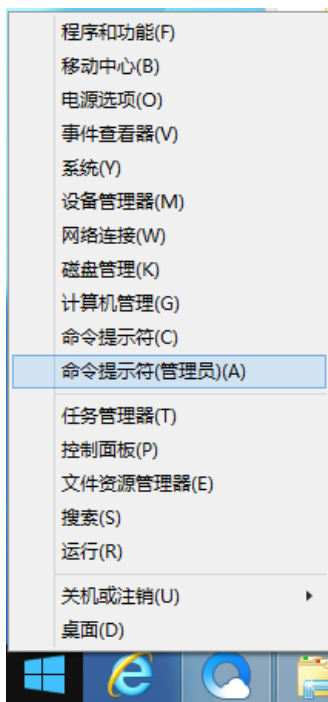 程序和功能(F)
移动中心(B)
电源选项(O)
事件查看器(V)
系统(Y)
设备管理器(M)
网络连接(W)
磁盘管理(K)
计算机管理(G)
命令提示符(C)
命令提示符(管理员)(A)
任务管理器(T)
控制面板(P)
文件资源管理器(E)
搜索(S)
运行(R)
关机或注销(U)
桌面(D)